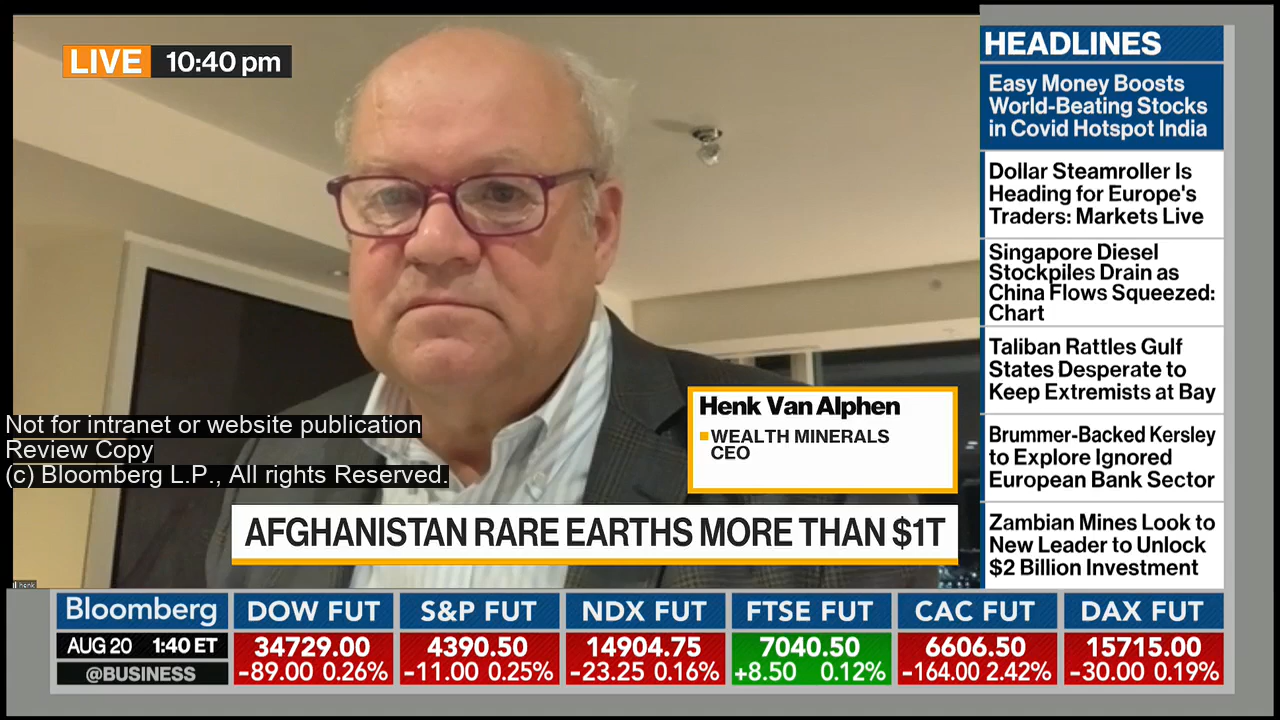 LIVE 10:40 pm
HEADLINES
Easy Money Boosts
World-Beating Stocks
in Covid Hotspot India
Dollar Steamroller Is
Heading for Europe's
Traders: Markets Live
Singapore Diesel
Stockpiles Drain as
China Flows Squeezed:
Chart
Taliban Rattles Gulf
States Desperate to
Keep Extremists at Bay
Brummer-Backed Kersley
to Explore Ignored
European Bank Sector
Zambian Mines Look to
New Leader to Unlock
$2 Billion Investment
Henk Van Alphen
WEALTH MINERALS
CEO
Not for intranet or website publication
Review Copy
(c) Bloomberg L.P., All rights Reserved.
AFGHANISTAN RARE EARTHS MORE THAN $1T
henk
Bloomberg DOW FUT S&P FUT NDX FUT FTSE FUT CAC FUT DAX FUT
AUG 20 1:40 ET 34729.00 4390.50 14904.75 7040.50 6606.50 15715.00
@BUSINESS -89.00 0.26% -11.00 0.25% -23.25 0.16% +8.50 0.12% -164.00 2.42% -30.00 0.19%